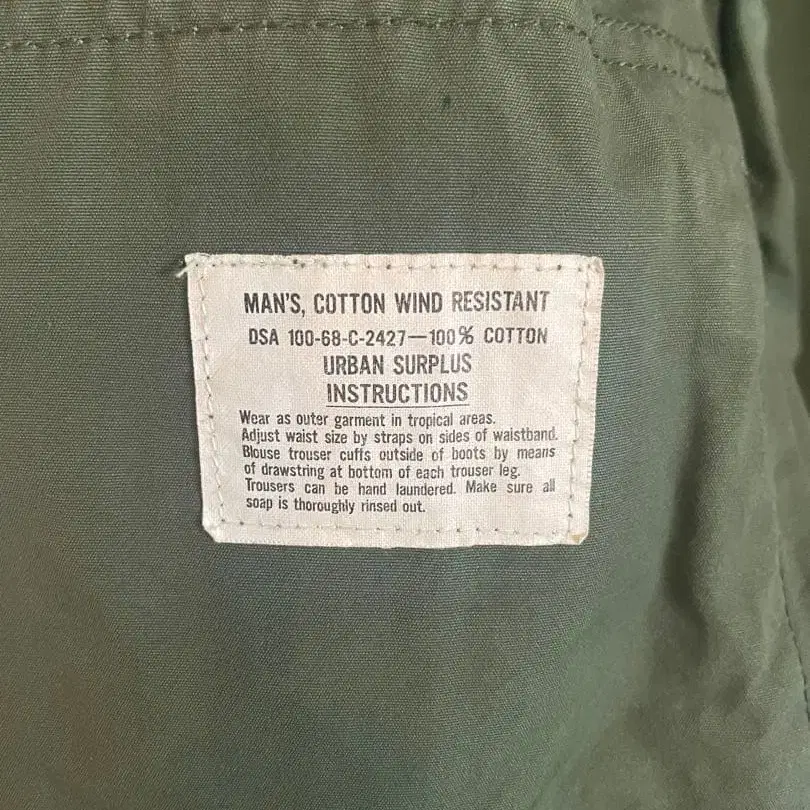 MAN'S, COTTON WIND RESISTANT
DSA 100-68-C-2427—100% COTTON
URBAN SURPLUS
INSTRUCTIONS
Wear as outer garment in tropical areas.
Adjust waist size by straps on sides of waistband.
Blouse trouser cuffs outside of boots by means
of drawstring at bottom of each trouser leg.
Trousers can be hand laundered. Make sure all
soap is thoroughly rinsed out.